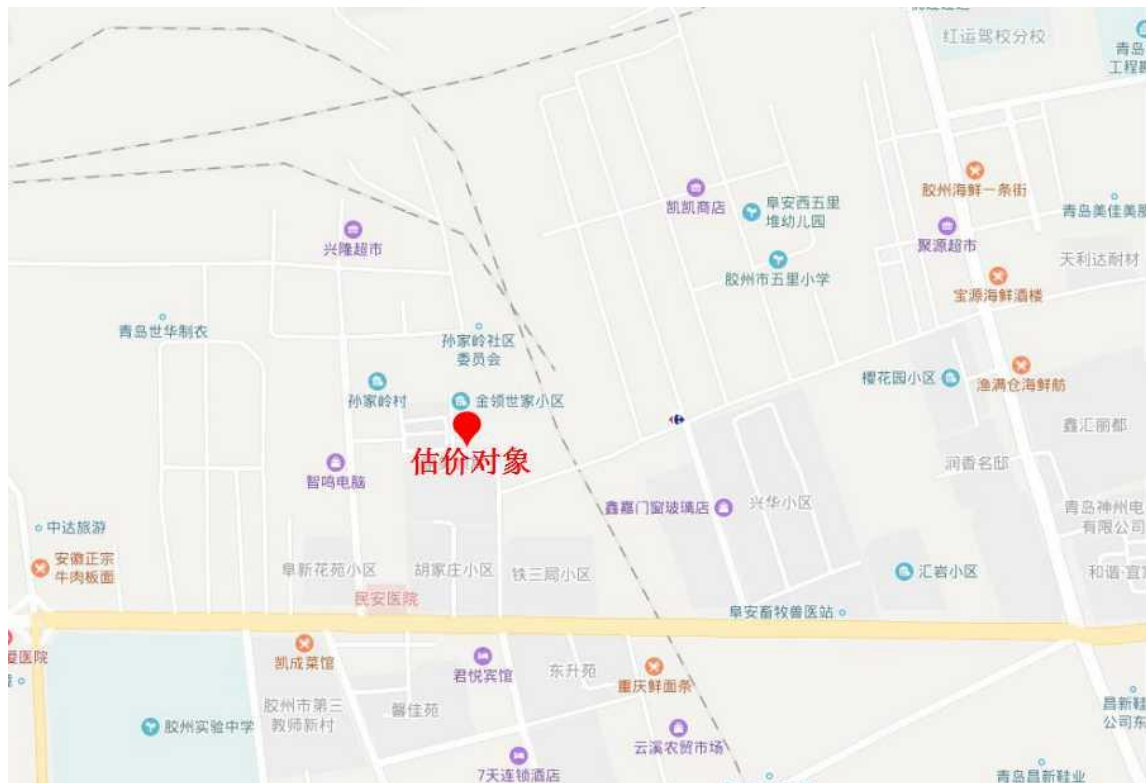 红运驾校分校
青岛
工程
胶州海鲜一条街
凯凯商店
阜安西五里
堆幼儿园
青岛美佳美
兴隆超市
聚源超市
天利达耐材
胶州市五里小学
宝源海鲜酒楼
青岛世华制衣
孙家岭社区
委员会
孙家岭村
金领世家小区
樱花园小区
渔满仓海鲜舫
鑫汇丽都
估价对象
智鸣电脑
润香名邸
鑫嘉门窗玻璃店
兴华小区
青岛神州电
有限公司
中达旅游
安徽正宗
牛肉板面
阜新花苑小区
胡家庄小区
铁三局小区
汇岩小区
和谐·宜
民安医院
阜安畜牧兽医站
爱医院
凯成菜馆
君悦宾馆
东升苑
重庆鲜面条
胶州市第三
教师新村
馨佳苑
昌新鞋
公司东
胶州实验中学
云溪农贸市场
7天连锁酒店
青岛昌新鞋业